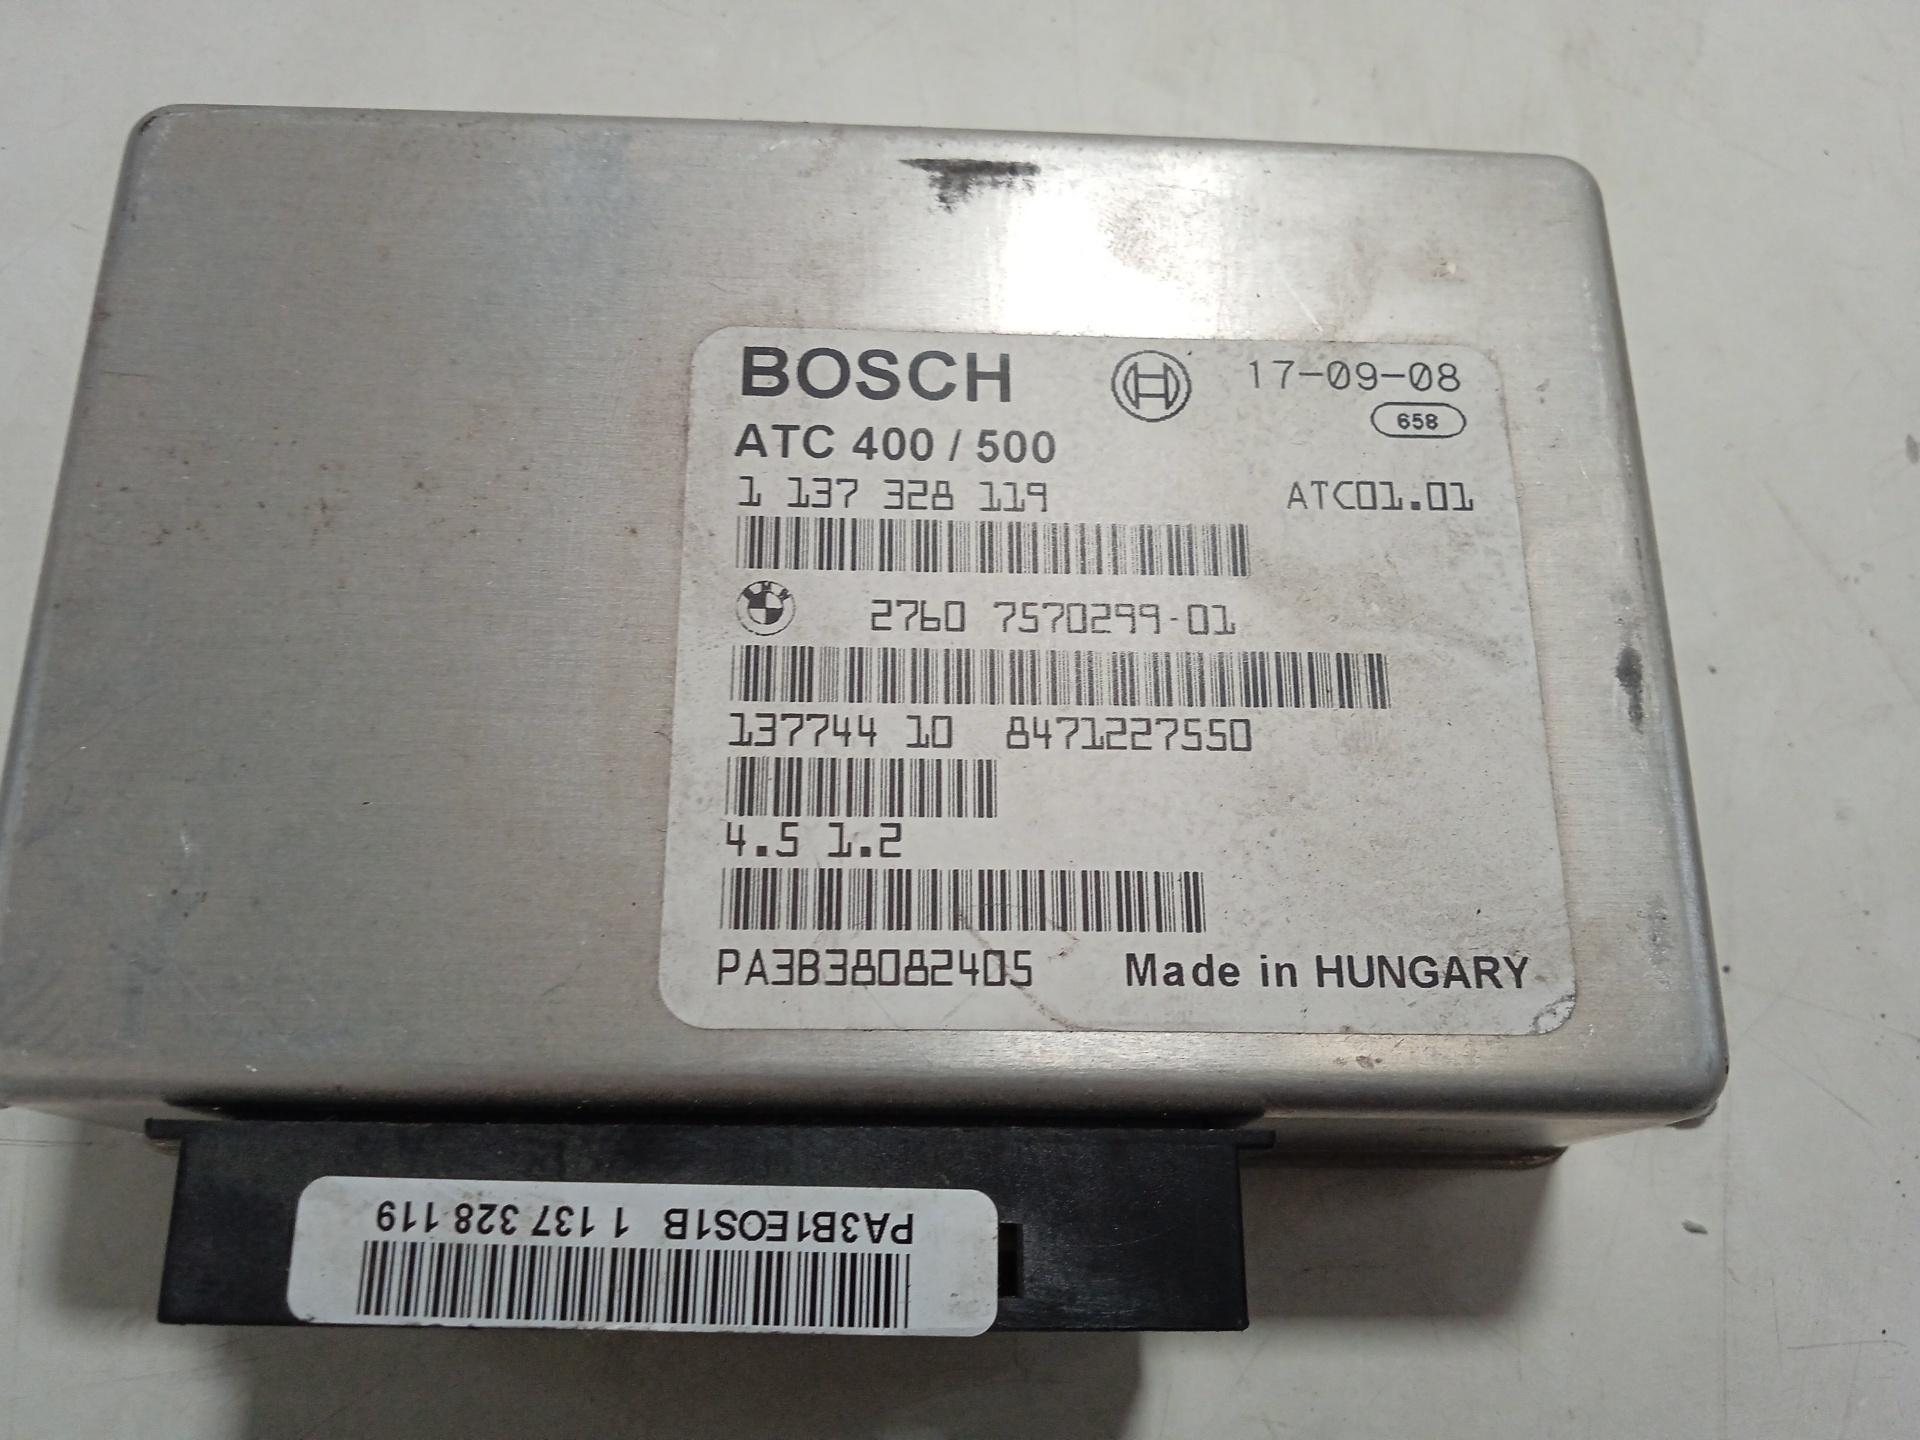 BOSCH 17-09-08
658
ATC 400 / 500
1 137 328 119 ATC01.01
BMW
2760 7570299-01
137744 10 8471227550
4.5 1.2
PA3B38082405 Made in HUNGARY
PA3B1EOS1B 1 137 328 119